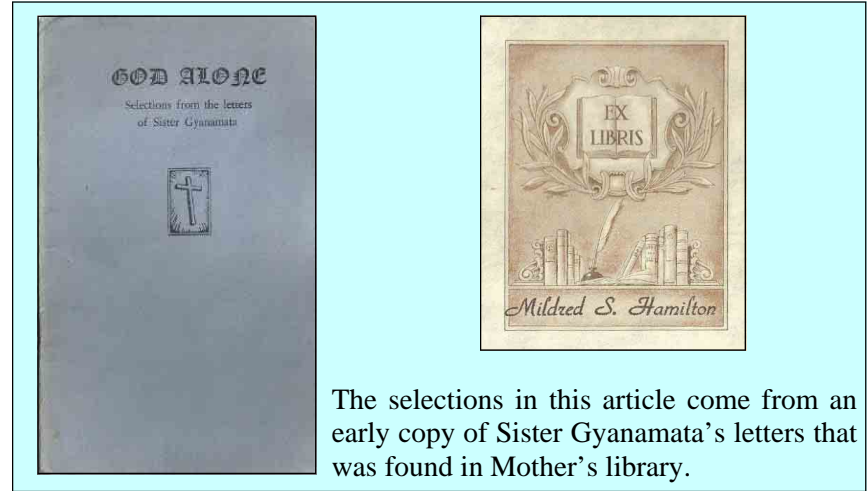 GOD ALONE
Selections from the letters
of Sister Gyanamata
EX
LIBRIS
Mildred S. Hamilton
The selections in this article come from an
early copy of Sister Gyanamata's letters that
was found in Mother's library.